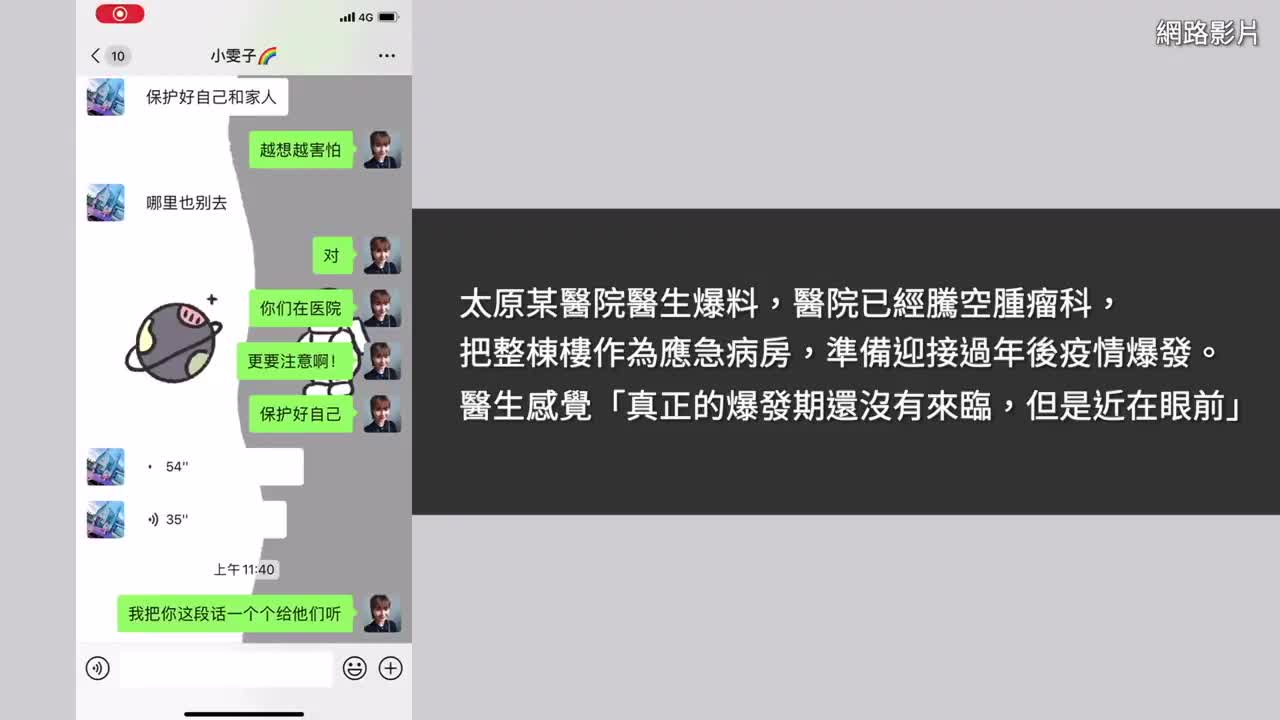 4G
10
小雯子🌈
網路影片
保护好自己和家人
越想越害怕
哪里也别去
对
你们在医院
更要注意啊！
保护好自己
54"
35"
上午11:40
我把你这段话一个个给他们听
太原某醫院醫生爆料，醫院已經騰空腫瘤科，
把整棟樓作為應急病房，準備迎接過年後疫情爆發。
醫生感覺「真正的爆發期還沒有來臨，但是近在眼前」